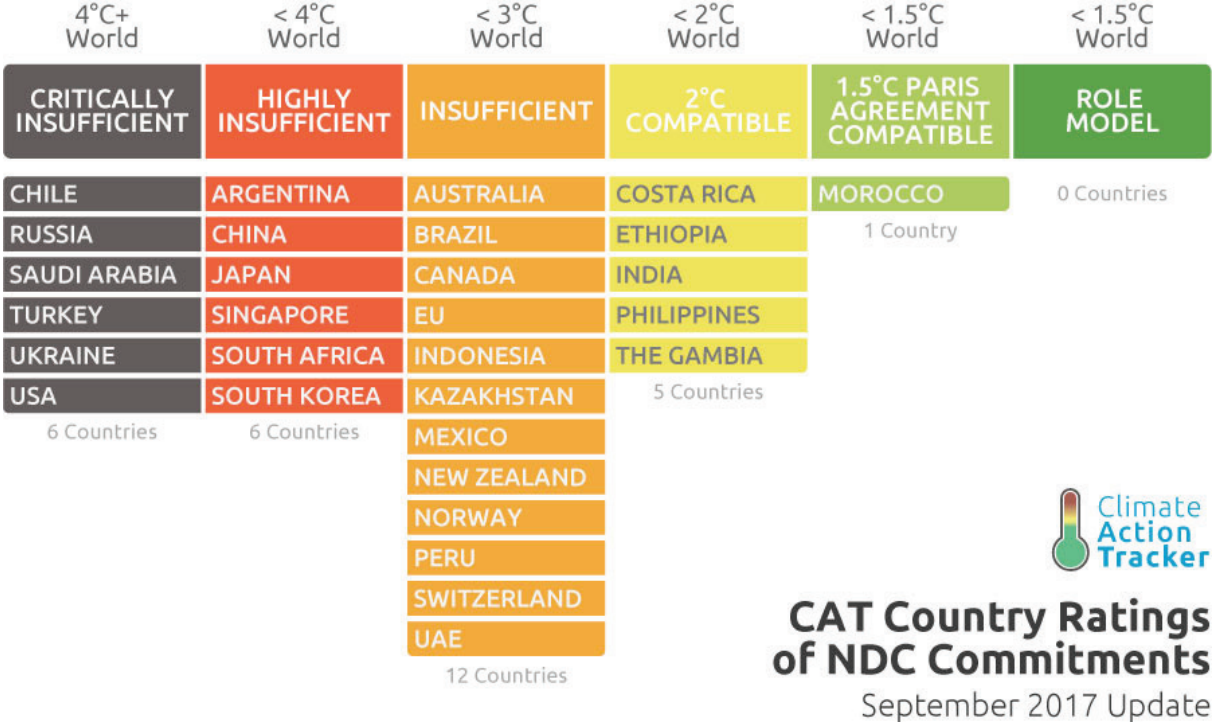 4°C+
World
< 4°C
World
< 3°C
World
< 2°C
World
< 1.5°C
World
< 1.5°C
World
CRITICALLY
INSUFFICIENT
HIGHLY
INSUFFICIENT
INSUFFICIENT
2°C
COMPATIBLE
1.5°C PARIS
AGREEMENT
COMPATIBLE
ROLE
MODEL
CHILE
RUSSIA
SAUDI ARABIA
TURKEY
UKRAINE
USA
6 Countries
ARGENTINA
CHINA
JAPAN
SINGAPORE
SOUTH AFRICA
SOUTH KOREA
6 Countries
AUSTRALIA
BRAZIL
CANADA
EU
INDONESIA
KAZAKHSTAN
MEXICO
NEW ZEALAND
NORWAY
PERU
SWITZERLAND
UAE
12 Countries
COSTA RICA
ETHIOPIA
INDIA
PHILIPPINES
THE GAMBIA
5 Countries
MOROCCO
1 Country
0 Countries
Climate
Action
Tracker
CAT Country Ratings
of NDC Commitments
September 2017 Update